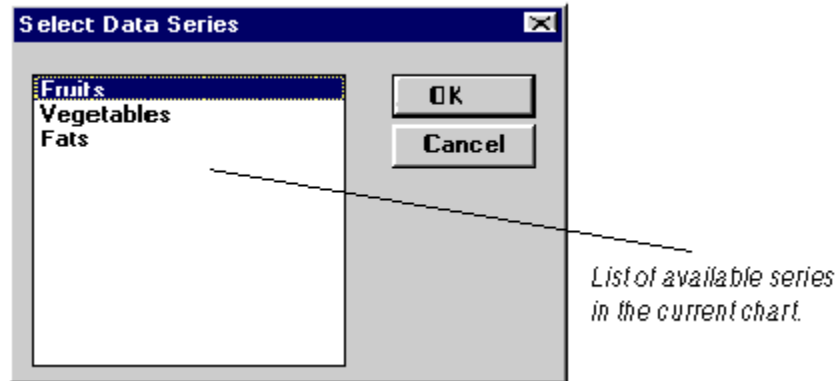 Select Data Series
Fruits
Vegetables
Fats
OK
Cancel
List of available series
in the current chart.